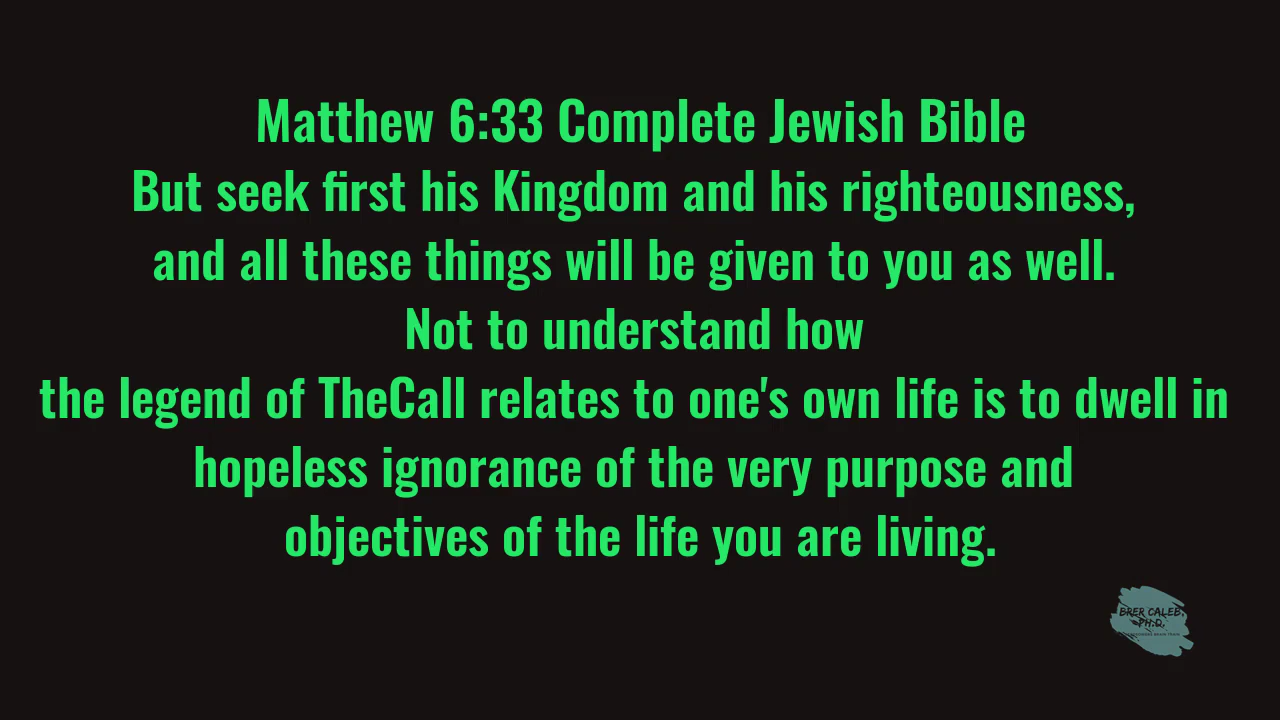 Matthew 6:33 Complete Jewish Bible
But seek first his Kingdom and his righteousness,
and all these things will be given to you as well.
Not to understand how
the legend of TheCall relates to one's own life is to dwell in
hopeless ignorance of the very purpose and
objectives of the life you are living.
BRER CALEB,
PH.D.